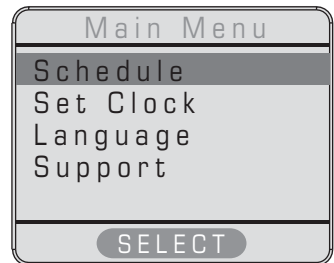 Main Menu
Schedule
Set Clock
Language
Support
SELECT